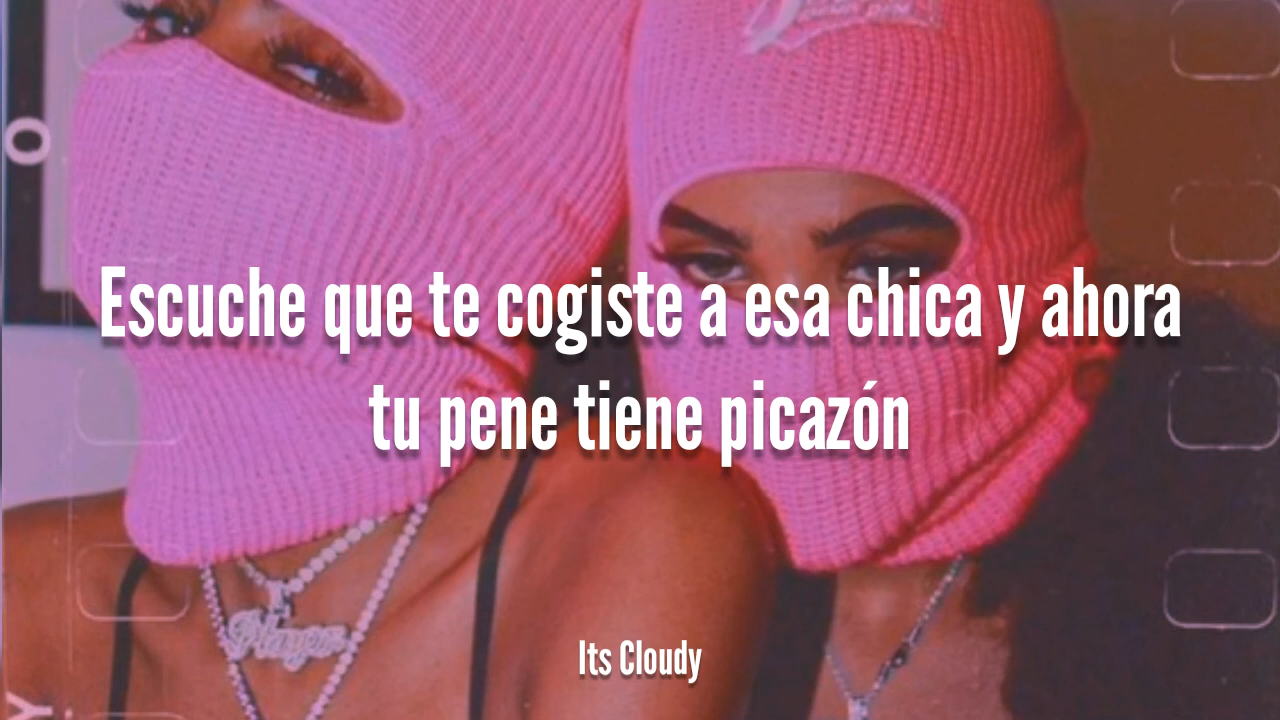 O
Escuche que te cogiste a esa chica y ahora
tu pene tiene picazón
Its Cloudy
Y